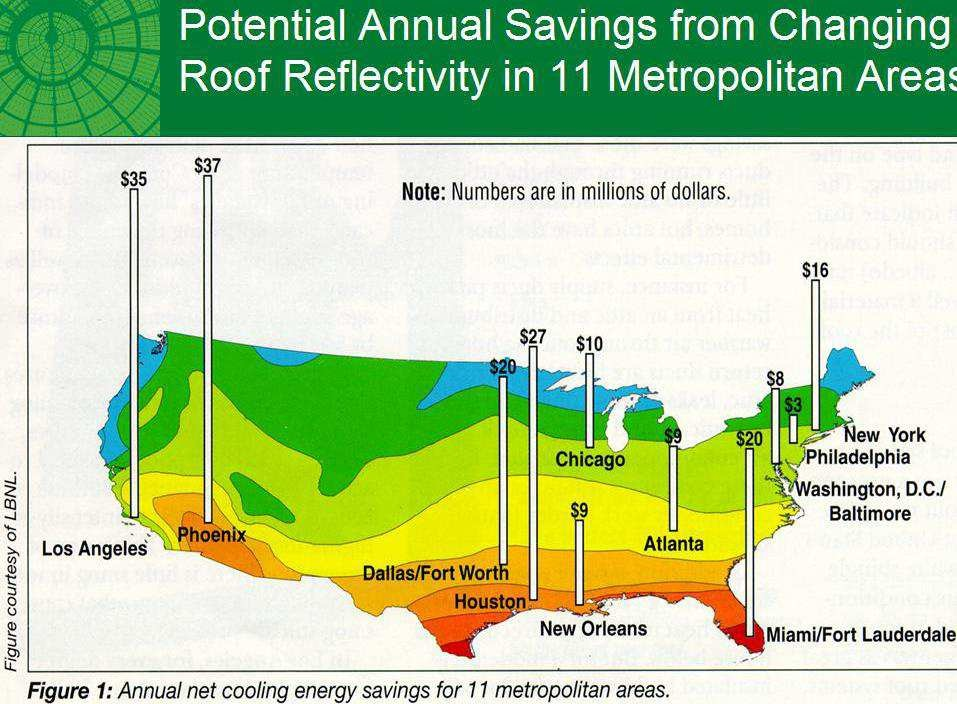 Potential Annual Savings from Changing
Roof Reflectivity in 11 Metropolitan Areas
$35
$37
Note: Numbers are in millions of dollars.
$16
$27
$10
$20
$8
$3
$9
$20
New York
Chicago
Philadelphia
Washington, D.C./
Baltimore
$9
Phoenix
Los Angeles
Atlanta
Dallas/Fort Worth
Houston
New Orleans
Miami/Fort Lauderdale
Figure courtesy of LBNL.
Figure 1: Annual net cooling energy savings for 11 metropolitan areas.